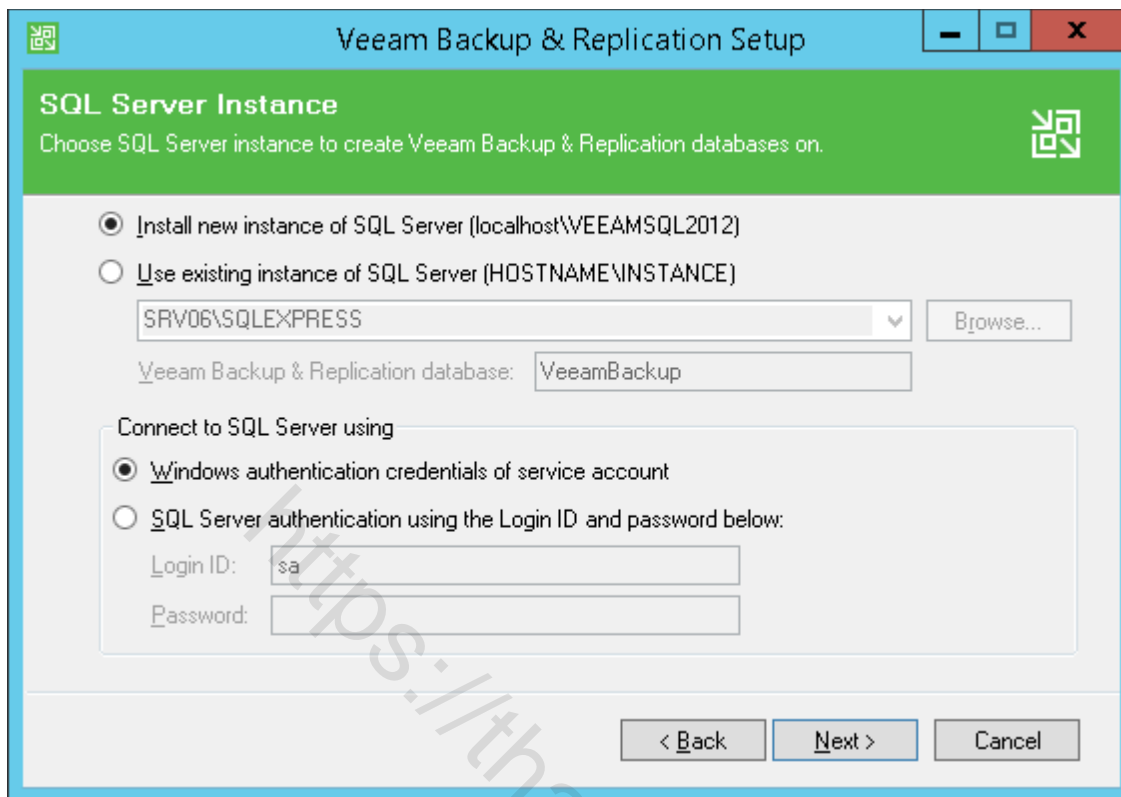 Veeam Backup & Replication Setup
SQL Server Instance
Choose SQL Server instance to create Veeam Backup & Replication databases on.
Install new instance of SQL Server (localhost\VEEAMSQL2012)
Use existing instance of SQL Server (HOSTNAME\INSTANCE)
SRV06\SQLEXPRESS
Browse...
Veeam Backup & Replication database: VeeamBackup
Connect to SQL Server using
Windows authentication credentials of service account
SQL Server authentication using the Login ID and password below:
Login ID: sa
Password:
https://tha
< Back Next > Cancel